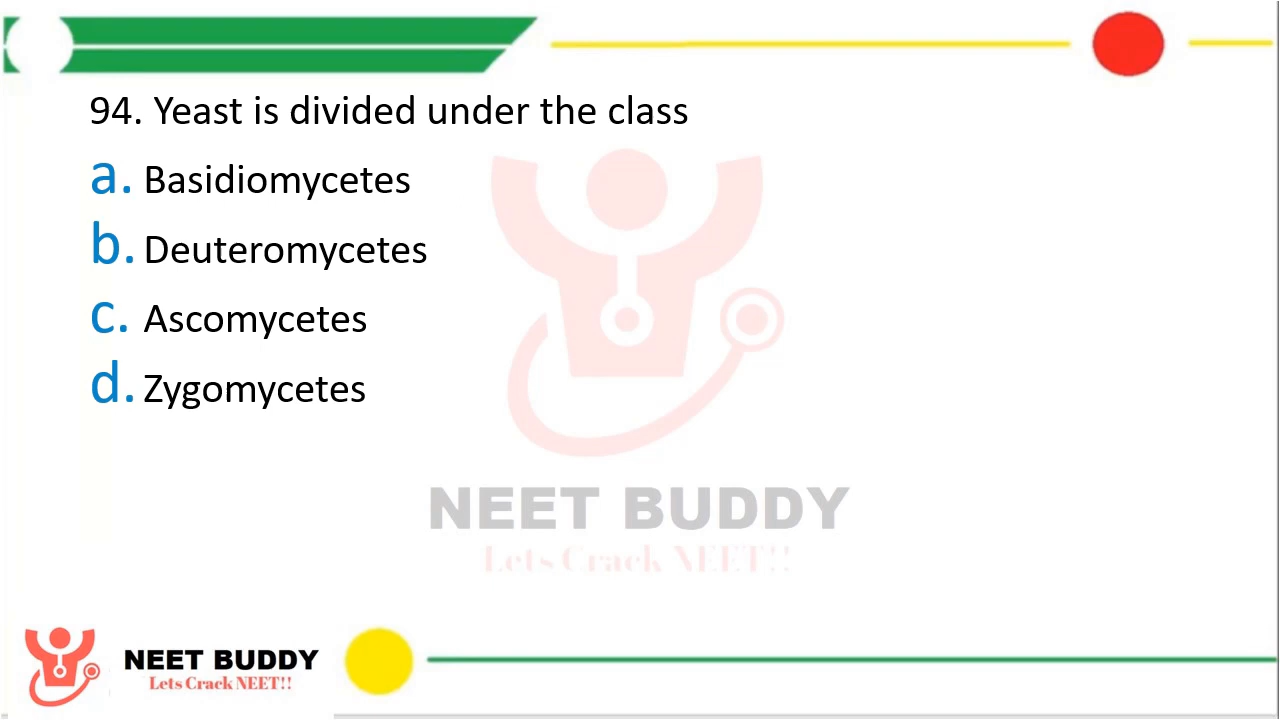 94. Yeast is divided under the class
a. Basidiomycetes
b. Deuteromycetes
c. Ascomycetes
d. Zygomycetes
NEET BUDDY
Lets Crack NEET!!
NEET BUDDY
Lets Crack NEET!!